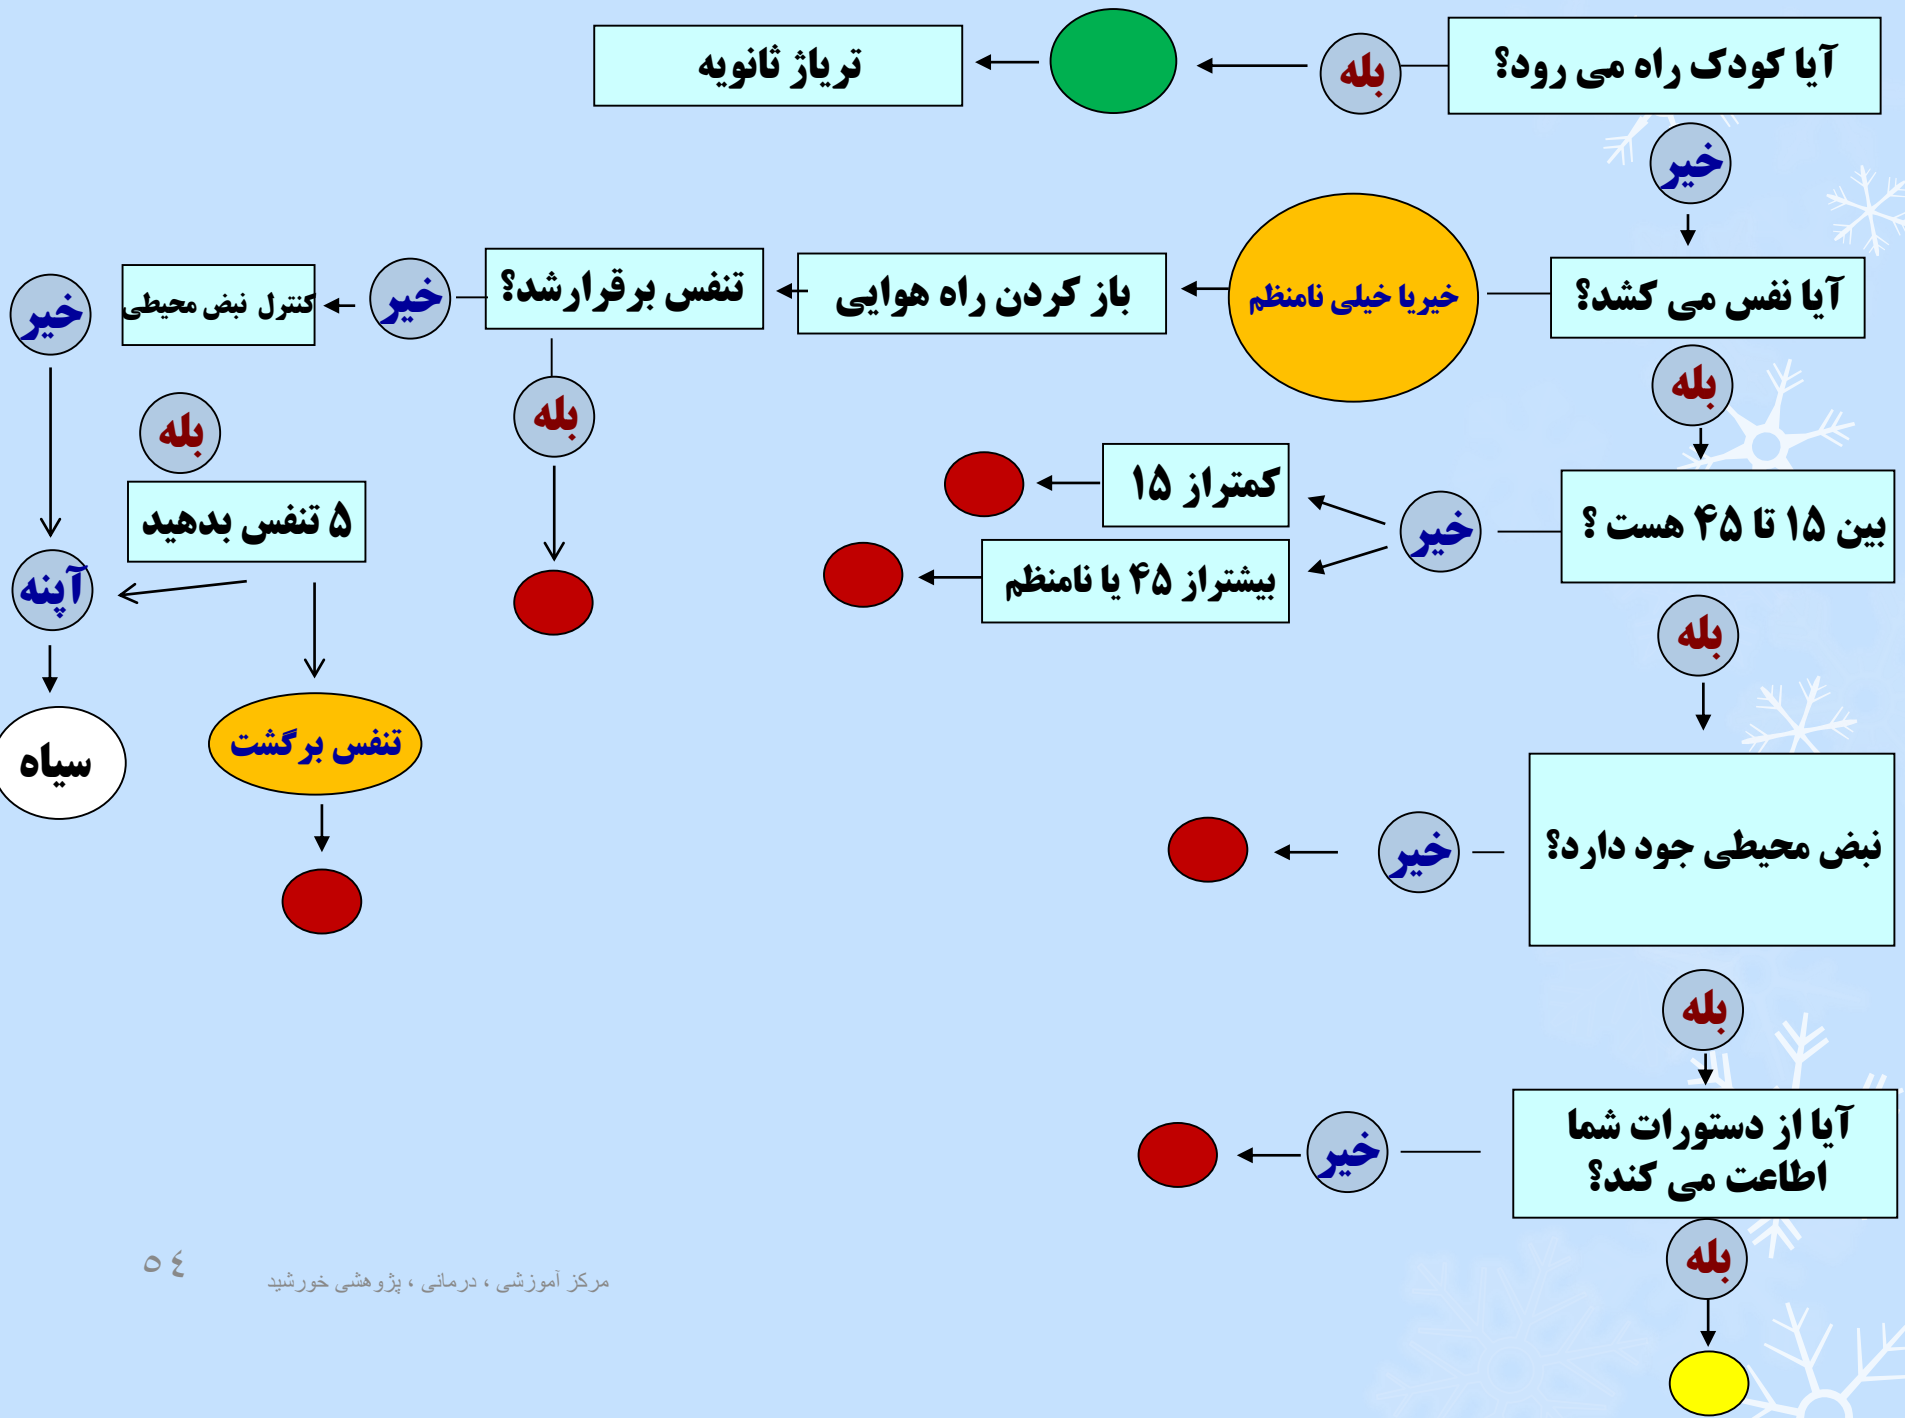 آیا کودک راه می رود؟
بله
تریاژ ثانویه
خیر
آیا نفس می کشد؟
خیریا خیلی نامنظم
باز کردن راه هوایی
تنفس برقرارشد؟
خیر
کنترل نبض محیطی
خیر
بله
بله
بله
۵ تنفس بدهید
آپنه
تنفس برگشت
سیاه
بین ۱۵ تا ۴۵ هست ؟
خیر
کمتراز ۱۵
بیشتراز ۴۵ یا نامنظم
بله
نبض محیطی جود دارد؟
خیر
بله
آیا از دستورات شما
اطاعت می کند؟
خیر
بله
مرکز آموزشی ، درمانی ، پژوهشی خورشید
٥٤